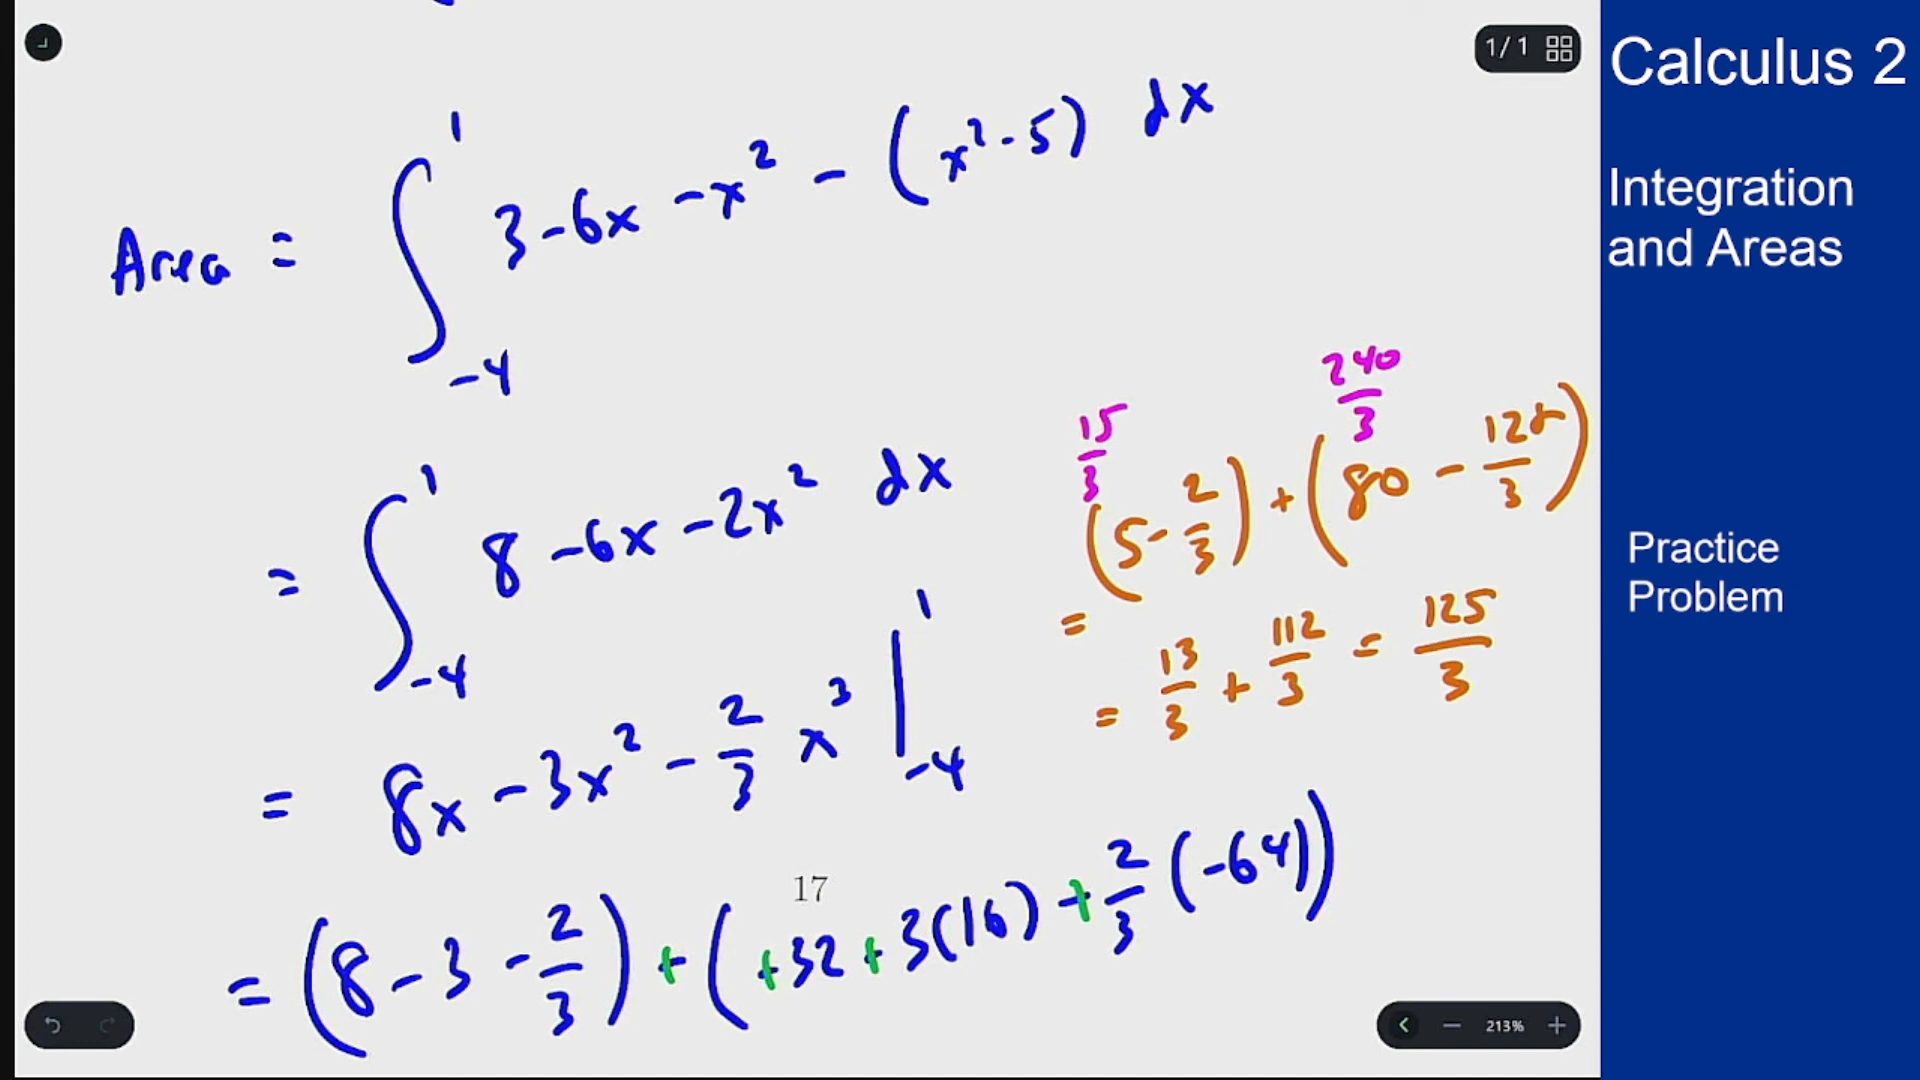 1/1
Calculus 2
Integration
and Areas
Practice
Problem
Area = ∫_{-4}^{1} 3-6x-x² - (x²-5) dx
= ∫_{-4}^{1} 8-6x-2x² dx
= 8x-3x²-2/3 x³ |_{-4}^{1}
17
= (8-3-2/3) + (+32+3(16)+2/3(-64))
15/3 240/3
(5-2/3) + (80-128/3)
=
= 13/3 + 112/3 = 125/3
213%